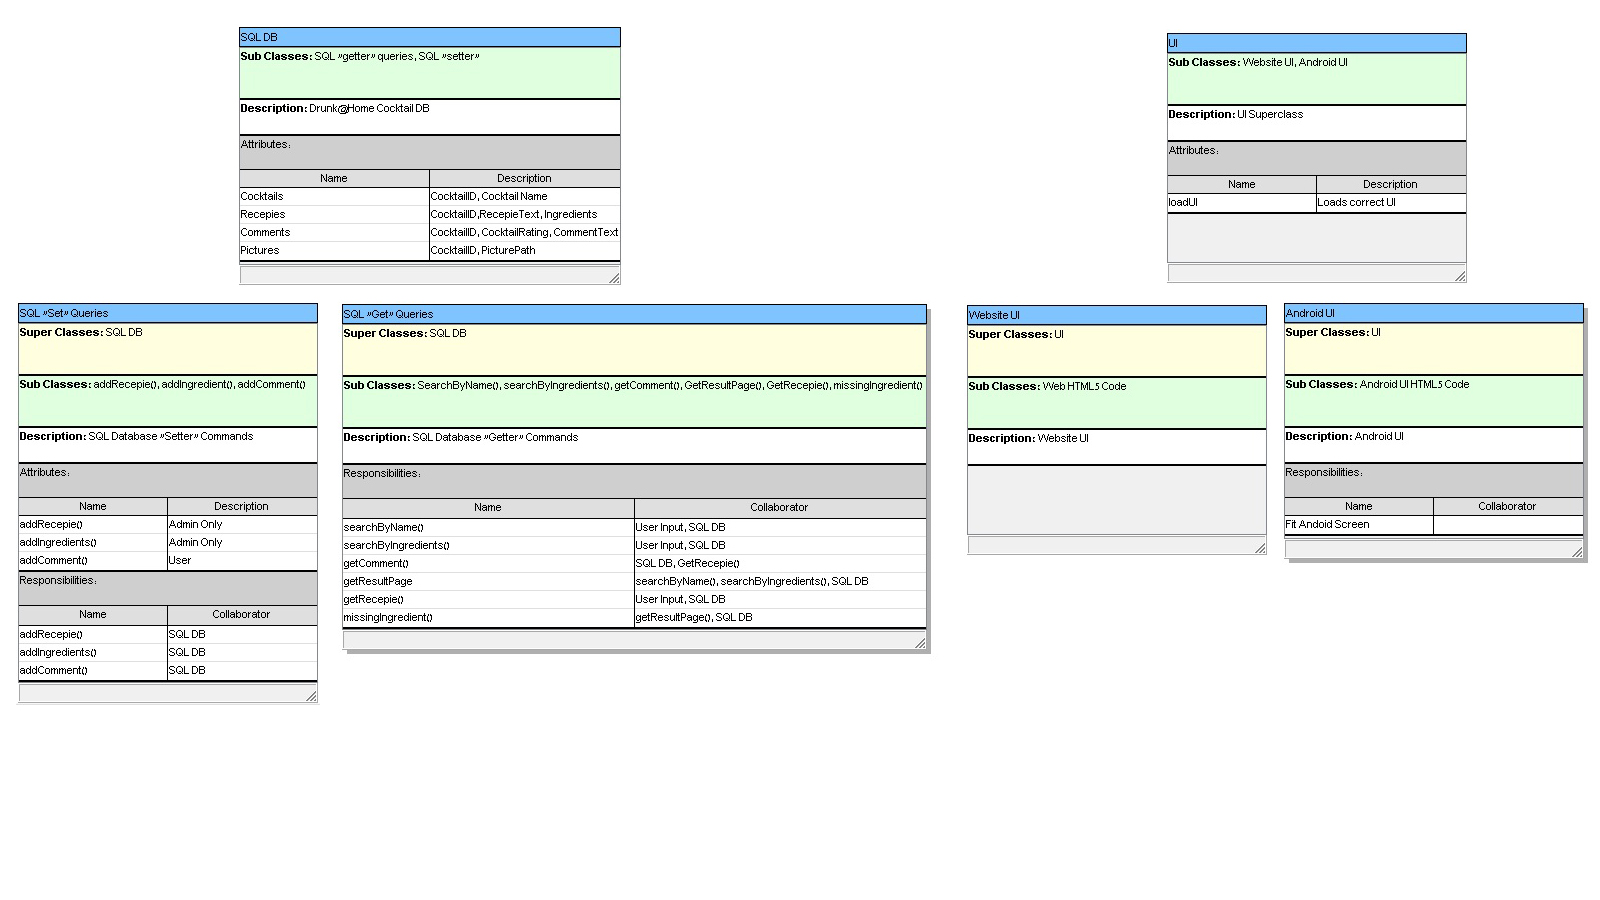 SQL DB
Sub Classes: SQL »getter» queries, SQL »setter»
Description: Drunk@Home Cocktail DB
Attributes:
Name Description
Cocktails CocktailID, Cocktail Name
Recepies CocktailID,RecepieText, Ingredients
Comments CocktailID, CocktailRating, CommentText
Pictures CocktailID, PicturePath
UI
Sub Classes: Website UI, Android UI
Description: UI Superclass
Attributes:
Name Description
loadUI Loads correct UI
SQL »Set» Queries
Super Classes: SQL DB
Sub Classes: addRecepie(), addIngredient(), addComment()
Description: SQL Database »Setter» Commands
Attributes:
Name Description
addRecepie() Admin Only
addIngredients() Admin Only
addComment() User
Responsibilities:
Name Collaborator
addRecepie() SQL DB
addIngredients() SQL DB
addComment() SQL DB
SQL »Get» Queries
Super Classes: SQL DB
Sub Classes: SearchByName(), searchByIngredients(), getComment(), GetResultPage(), GetRecepie(), missingIngredient()
Description: SQL Database »Getter» Commands
Responsibilities:
Name Collaborator
searchByName() User Input, SQL DB
searchByIngredients() User Input, SQL DB
getComment() SQL DB, GetRecepie()
getResultPage searchByName(), searchByIngredients(), SQL DB
getRecepie() User Input, SQL DB
missingIngredient() getResultPage(), SQL DB
Website UI
Super Classes: UI
Sub Classes: Web HTML5 Code
Description: Website UI
Android UI
Super Classes: UI
Sub Classes: Android UI HTML5 Code
Description: Android UI
Responsibilities:
Name Collaborator
Fit Andoid Screen